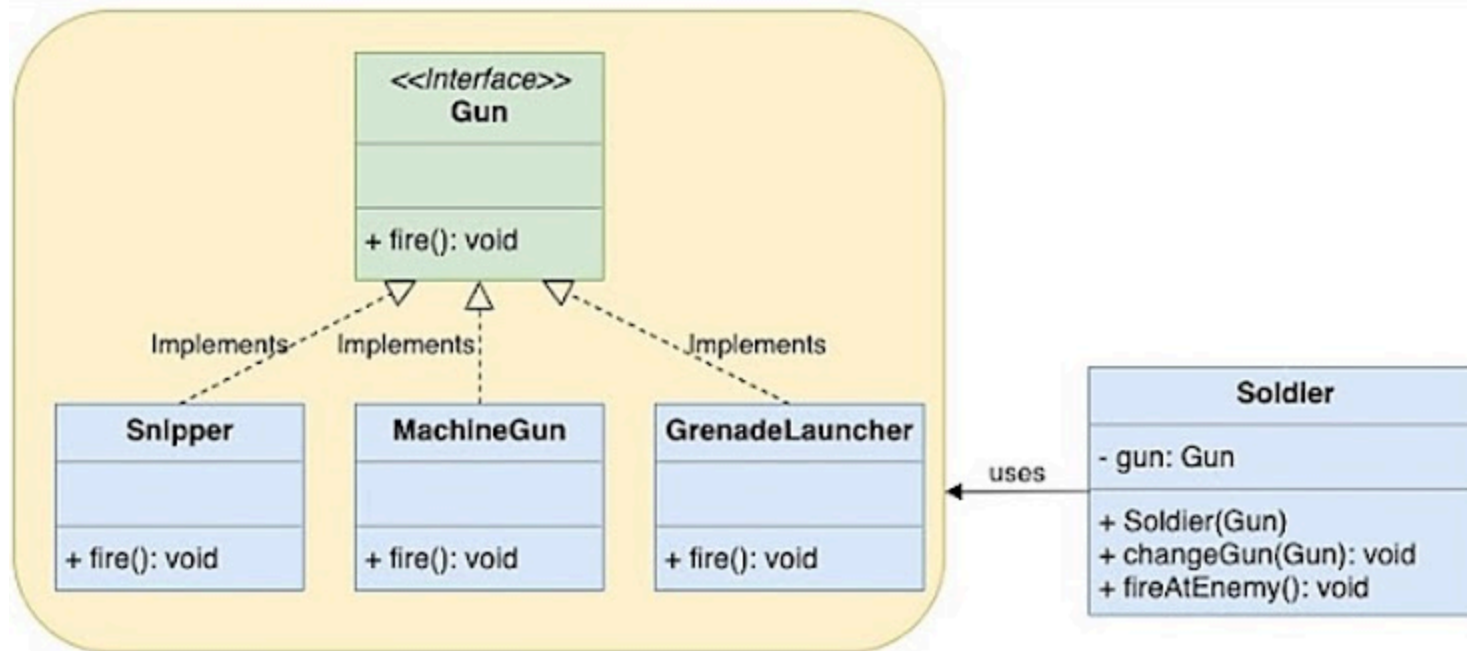 <<Interface>>
Gun
+ fire(): void
Implements
Implements
Implements
Snipper
+ fire(): void
MachineGun
+ fire(): void
GrenadeLauncher
+ fire(): void
uses
Soldier
- gun: Gun
+ Soldier(Gun)
+ changeGun(Gun): void
+ fireAtEnemy(): void